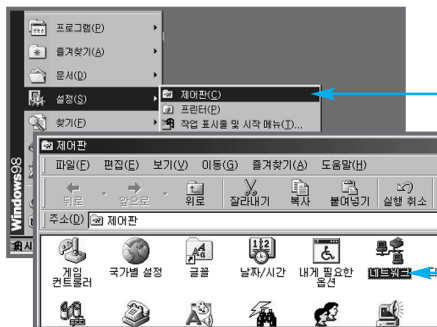 프로그램(P)
즐겨찾기(A)
문서(D)
설정(S)
찾기(F)
제어판(C)
프린터(P)
작업 표시줄 및 시작 메뉴(T)...
Windows98
시
제어판
파일(F) 편집(E) 보기(V) 이동(G) 즐겨찾기(A) 도움말(H)
뒤로 앞으로 위로 잘라내기 복사 붙여넣기 실행 취소
주소(D) 제어판
게임 컨트롤러 국가별 설정 글꼴 날짜/시간 내게 필요한 옵션 네트워크